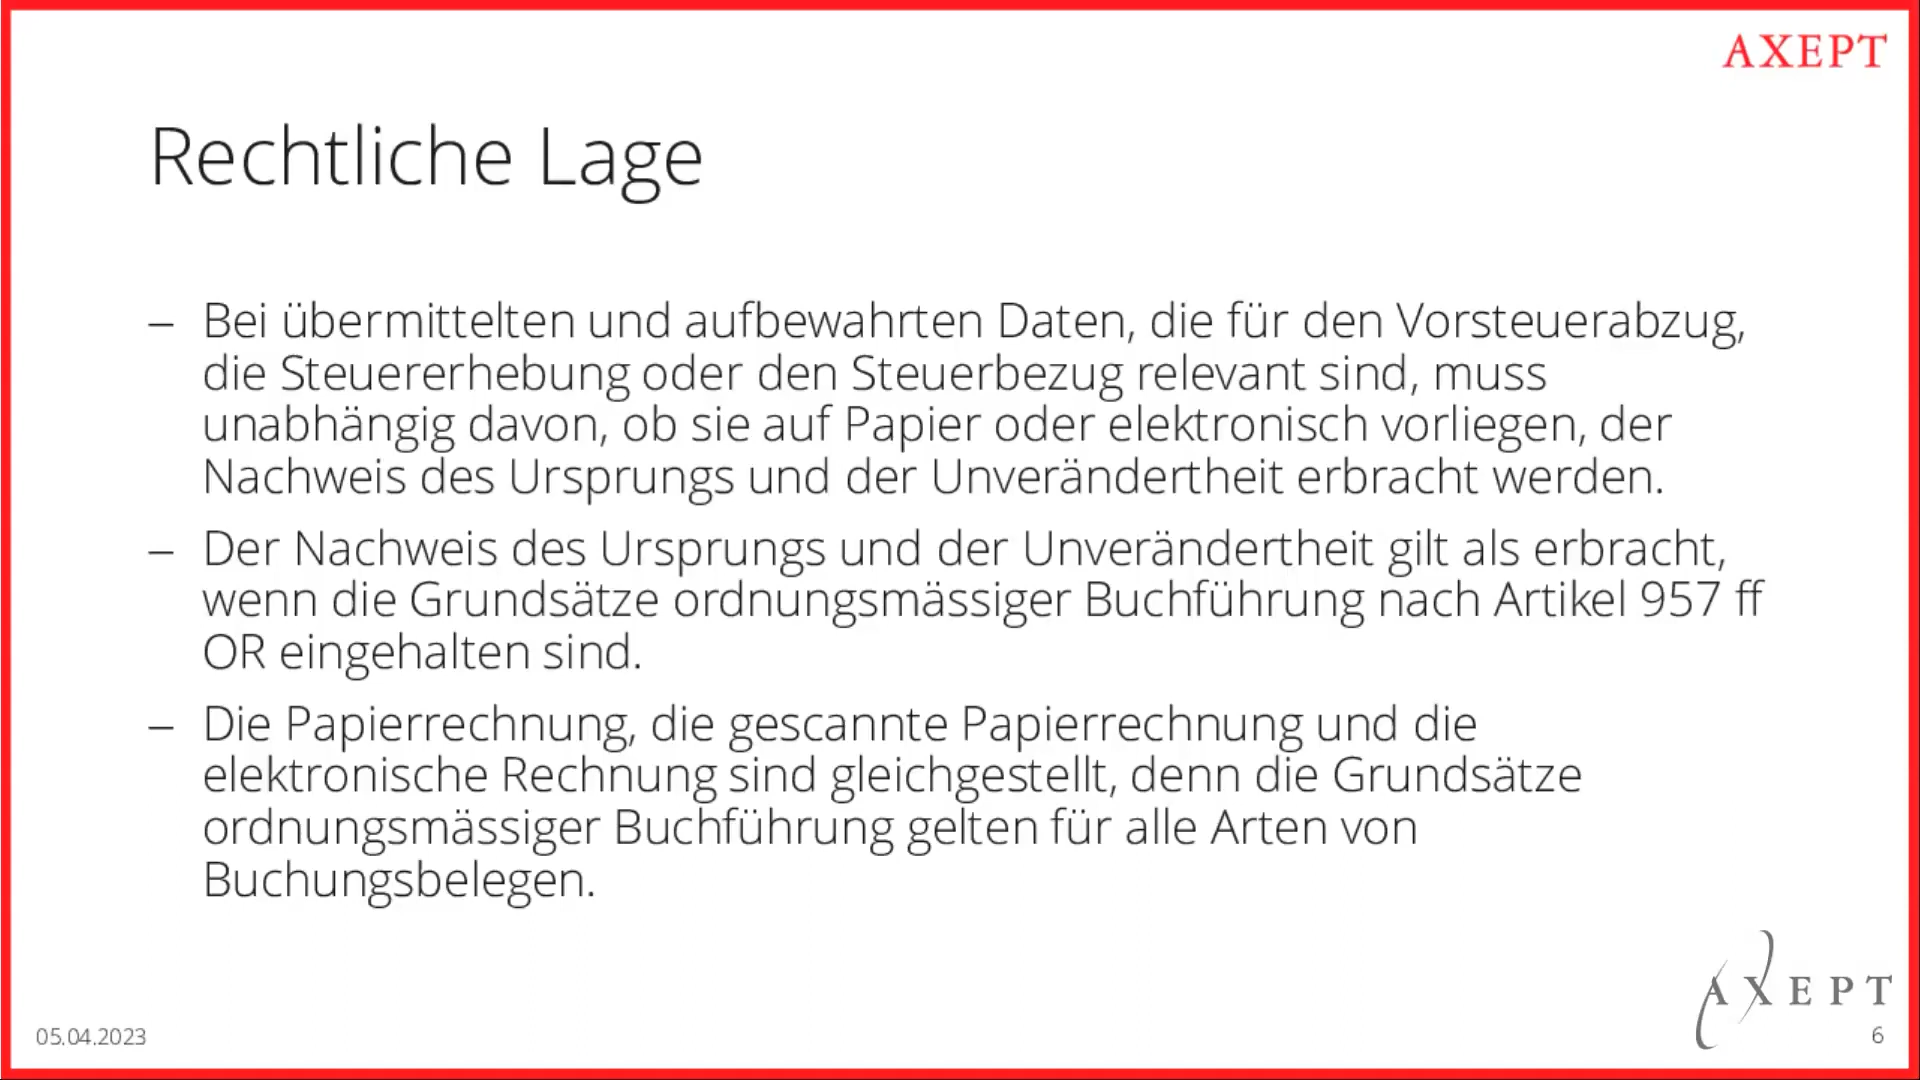 AXEPT
Rechtliche Lage
– Bei übermittelten und aufbewahrten Daten, die für den Vorsteuerabzug,
die Steuererhebung oder den Steuerbezug relevant sind, muss
unabhängig davon, ob sie auf Papier oder elektronisch vorliegen, der
Nachweis des Ursprungs und der Unverändertheit erbracht werden.
– Der Nachweis des Ursprungs und der Unverändertheit gilt als erbracht,
wenn die Grundsätze ordnungsmässiger Buchführung nach Artikel 957 ff
OR eingehalten sind.
– Die Papierrechnung, die gescannte Papierrechnung und die
elektronische Rechnung sind gleichgestellt, denn die Grundsätze
ordnungsmässiger Buchführung gelten für alle Arten von
Buchungsbelegen.
AXEPT
05.04.2023
6